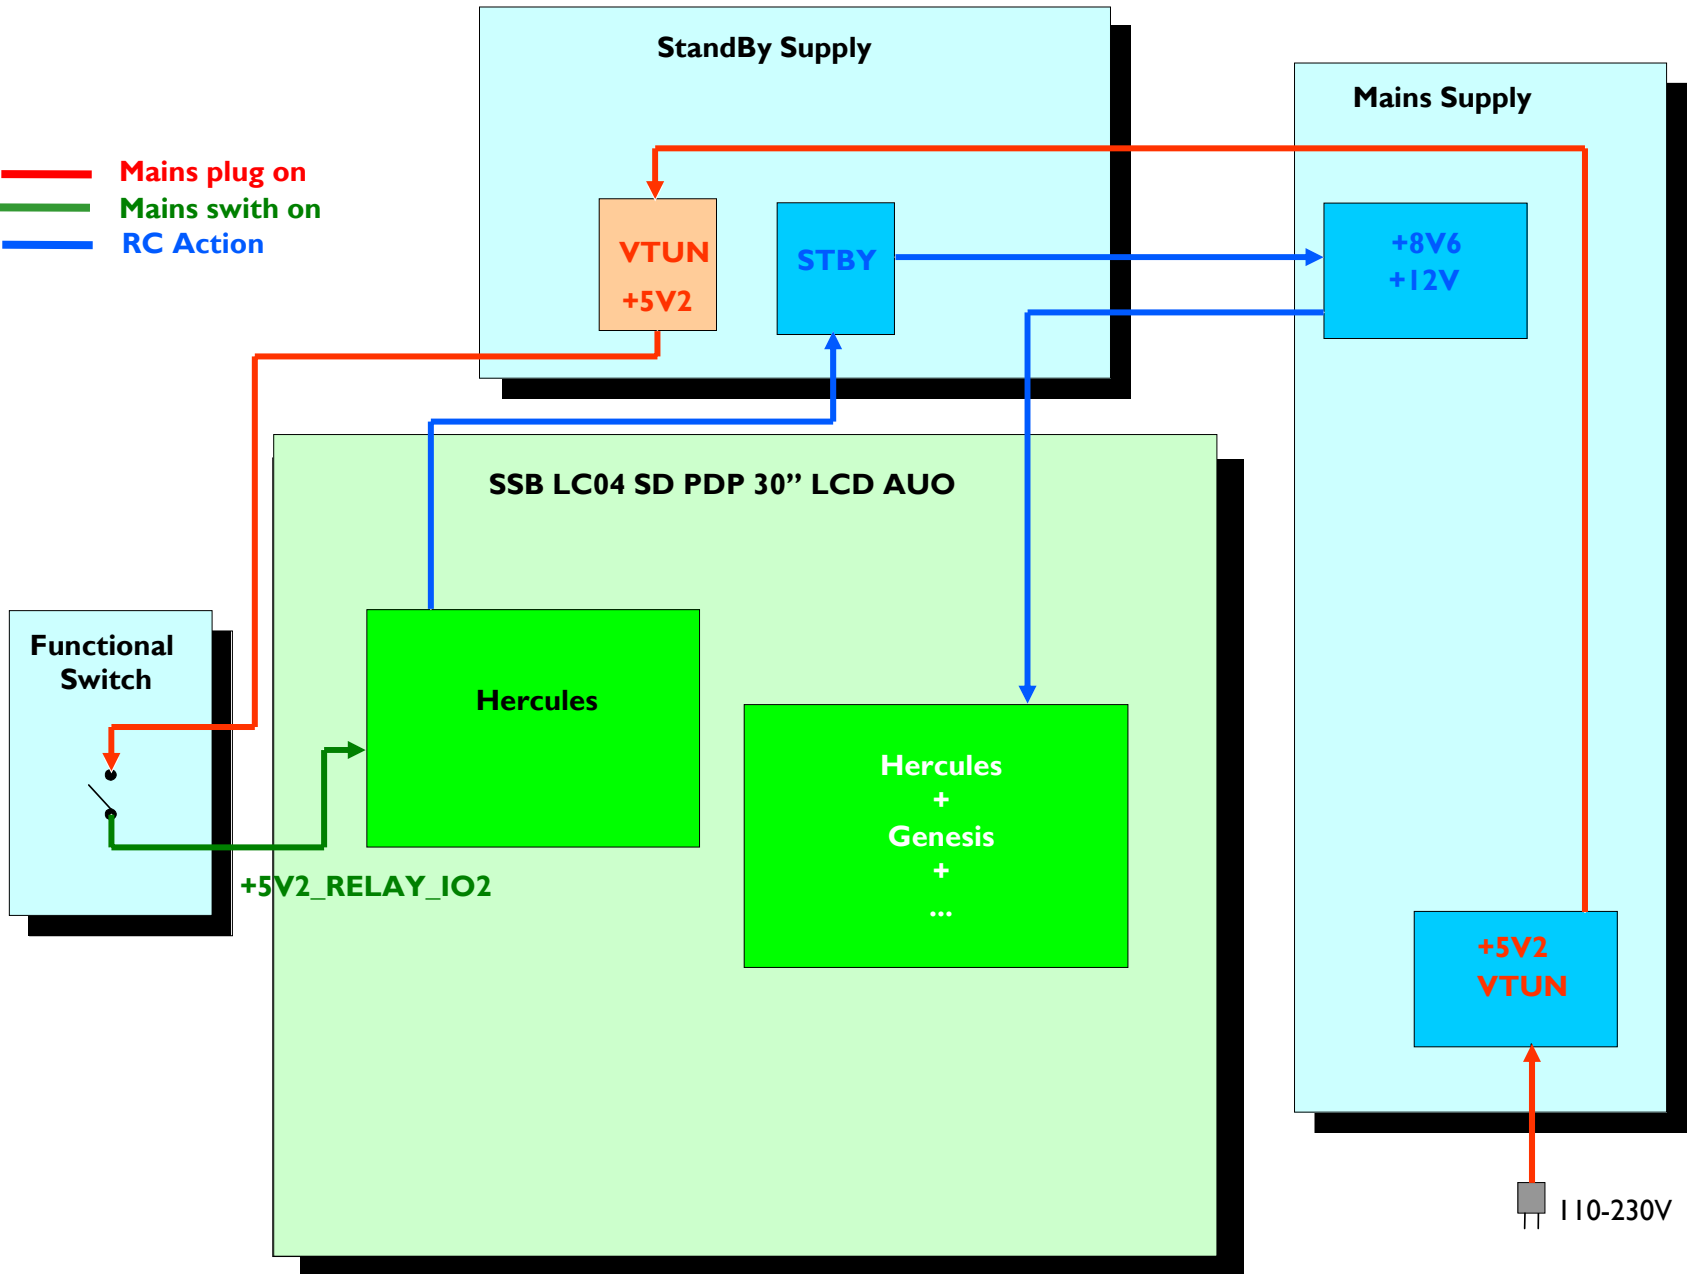 StandBy Supply
Mains Supply
Mains plug on
Mains swith on
RC Action
VTUN
+5V2
STBY
+8V6
+12V
SSB LC04 SD PDP 30” LCD AUO
Functional
Switch
Hercules
Hercules
+
Genesis
+
...
+5V2_RELAY_IO2
+5V2
VTUN
110-230V